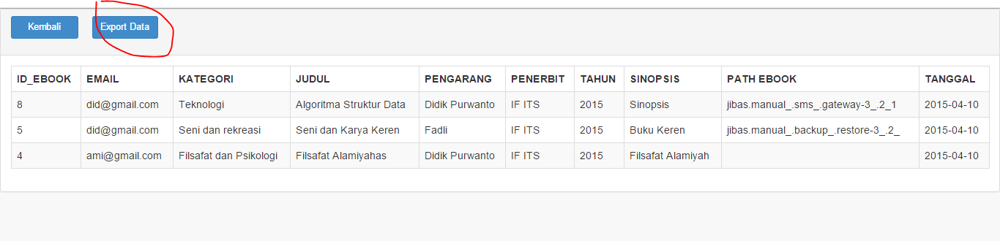 Kembali Export Data
ID_EBOOK EMAIL KATEGORI JUDUL PENGARANG PENERBIT TAHUN SINOPSIS PATH EBOOK TANGGAL
8 did@gmail.com Teknologi Algoritma Struktur Data Didik Purwanto IF ITS 2015 Sinopsis jibas.manual_.sms_.gateway-3_.2_1 2015-04-10
5 did@gmail.com Seni dan rekreasi Seni dan Karya Keren Fadli IF ITS 2015 Buku Keren jibas.manual_.backup_.restore-3_.2_ 2015-04-10
4 ami@gmail.com Filsafat dan Psikologi Filsafat Alamiyahas Didik Purwanto IF ITS 2015 Filsafat Alamiyah 2015-04-10